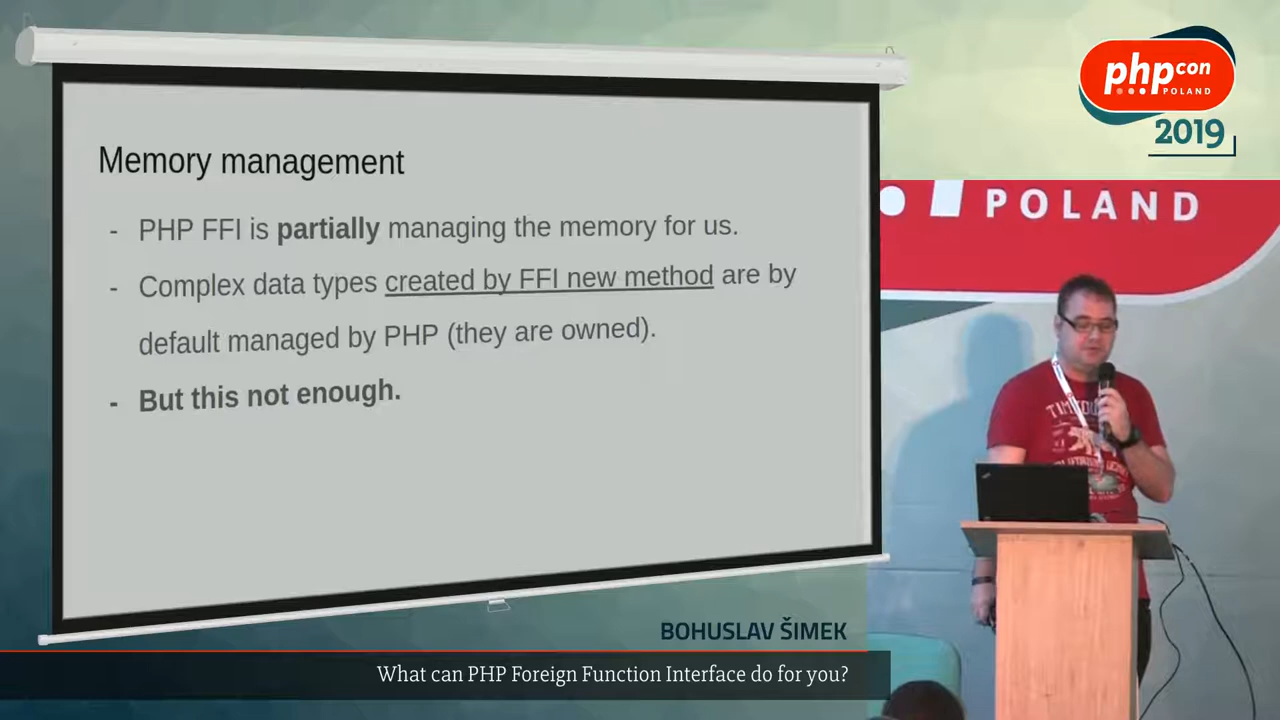 Memory management
- PHP FFI is partially managing the memory for us.
- Complex data types created by FFI new method are by
default managed by PHP (they are owned).
- But this not enough.
phpcon
POLAND
2019
POLAND
BOHUSLAV ŠIMEK
What can PHP Foreign Function Interface do for you?